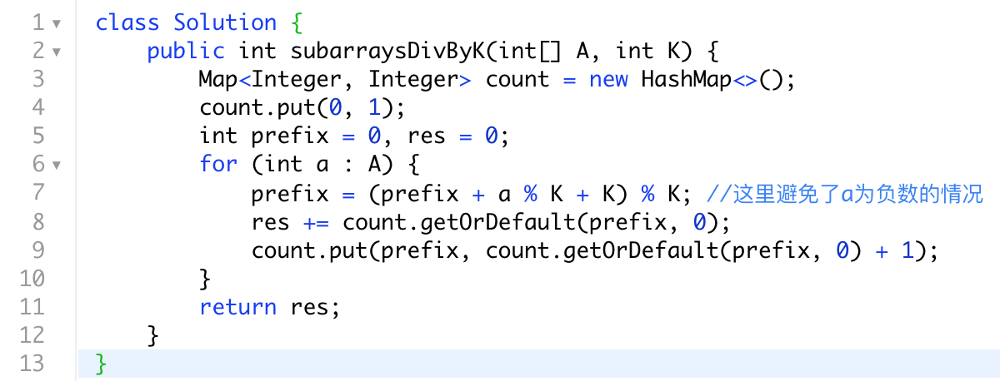 1 class Solution {
2     public int subarraysDivByK(int[] A, int K) {
3         Map<Integer, Integer> count = new HashMap<>();
4         count.put(0, 1);
5         int prefix = 0, res = 0;
6         for (int a : A) {
7             prefix = (prefix + a % K + K) % K; //这里避免了a为负数的情况
8             res += count.getOrDefault(prefix, 0);
9             count.put(prefix, count.getOrDefault(prefix, 0) + 1);
10         }
11         return res;
12     }
13 }